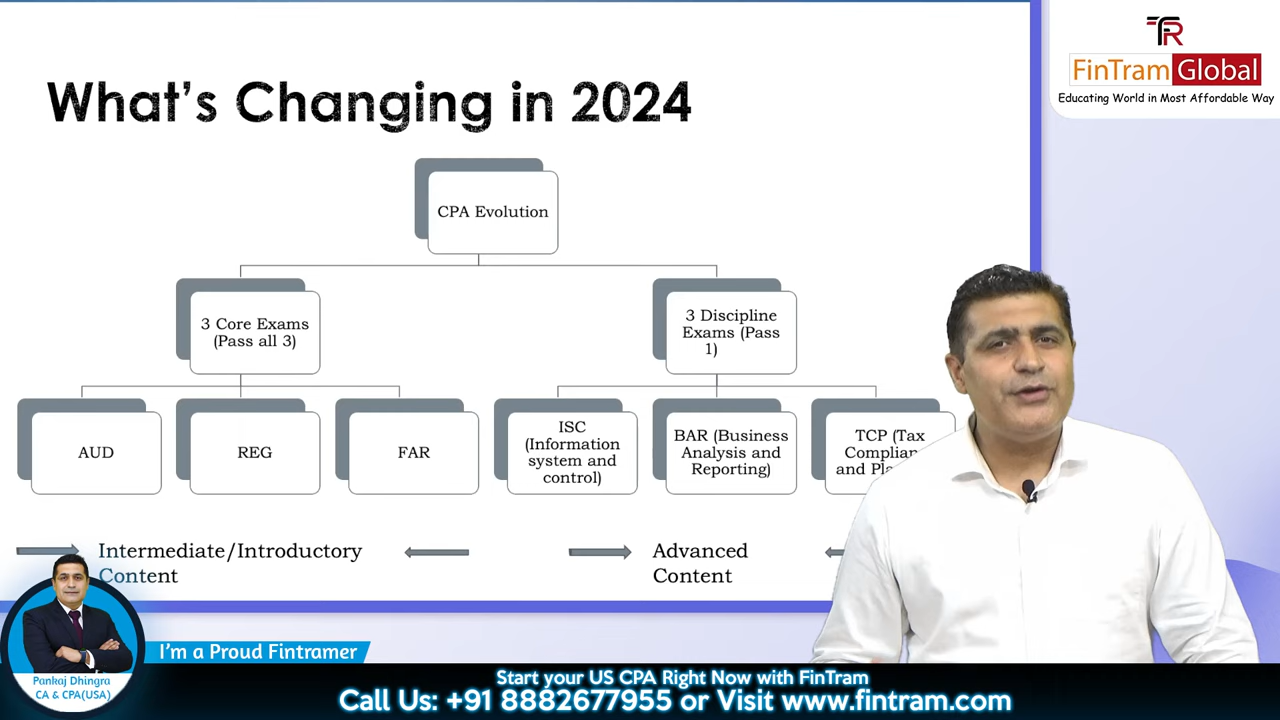 What's Changing in 2024
CPA Evolution
3 Core Exams
(Pass all 3)
3 Discipline
Exams (Pass
1)
AUD
REG
FAR
ISC
(Information
system and
control)
BAR (Business
Analysis and
Reporting)
TCP (Tax
and
Intermediate/Introductory
Content
Advanced
Content
TR
FinTram Global
Educating World in Most Affordable Way
I'm a Proud Fintramer
Pankaj Dhingra
CA & CPA(USA)
Start your US CPA Right Now with FinTram
Call Us: +91 8882677955 or Visit www.fintram.com